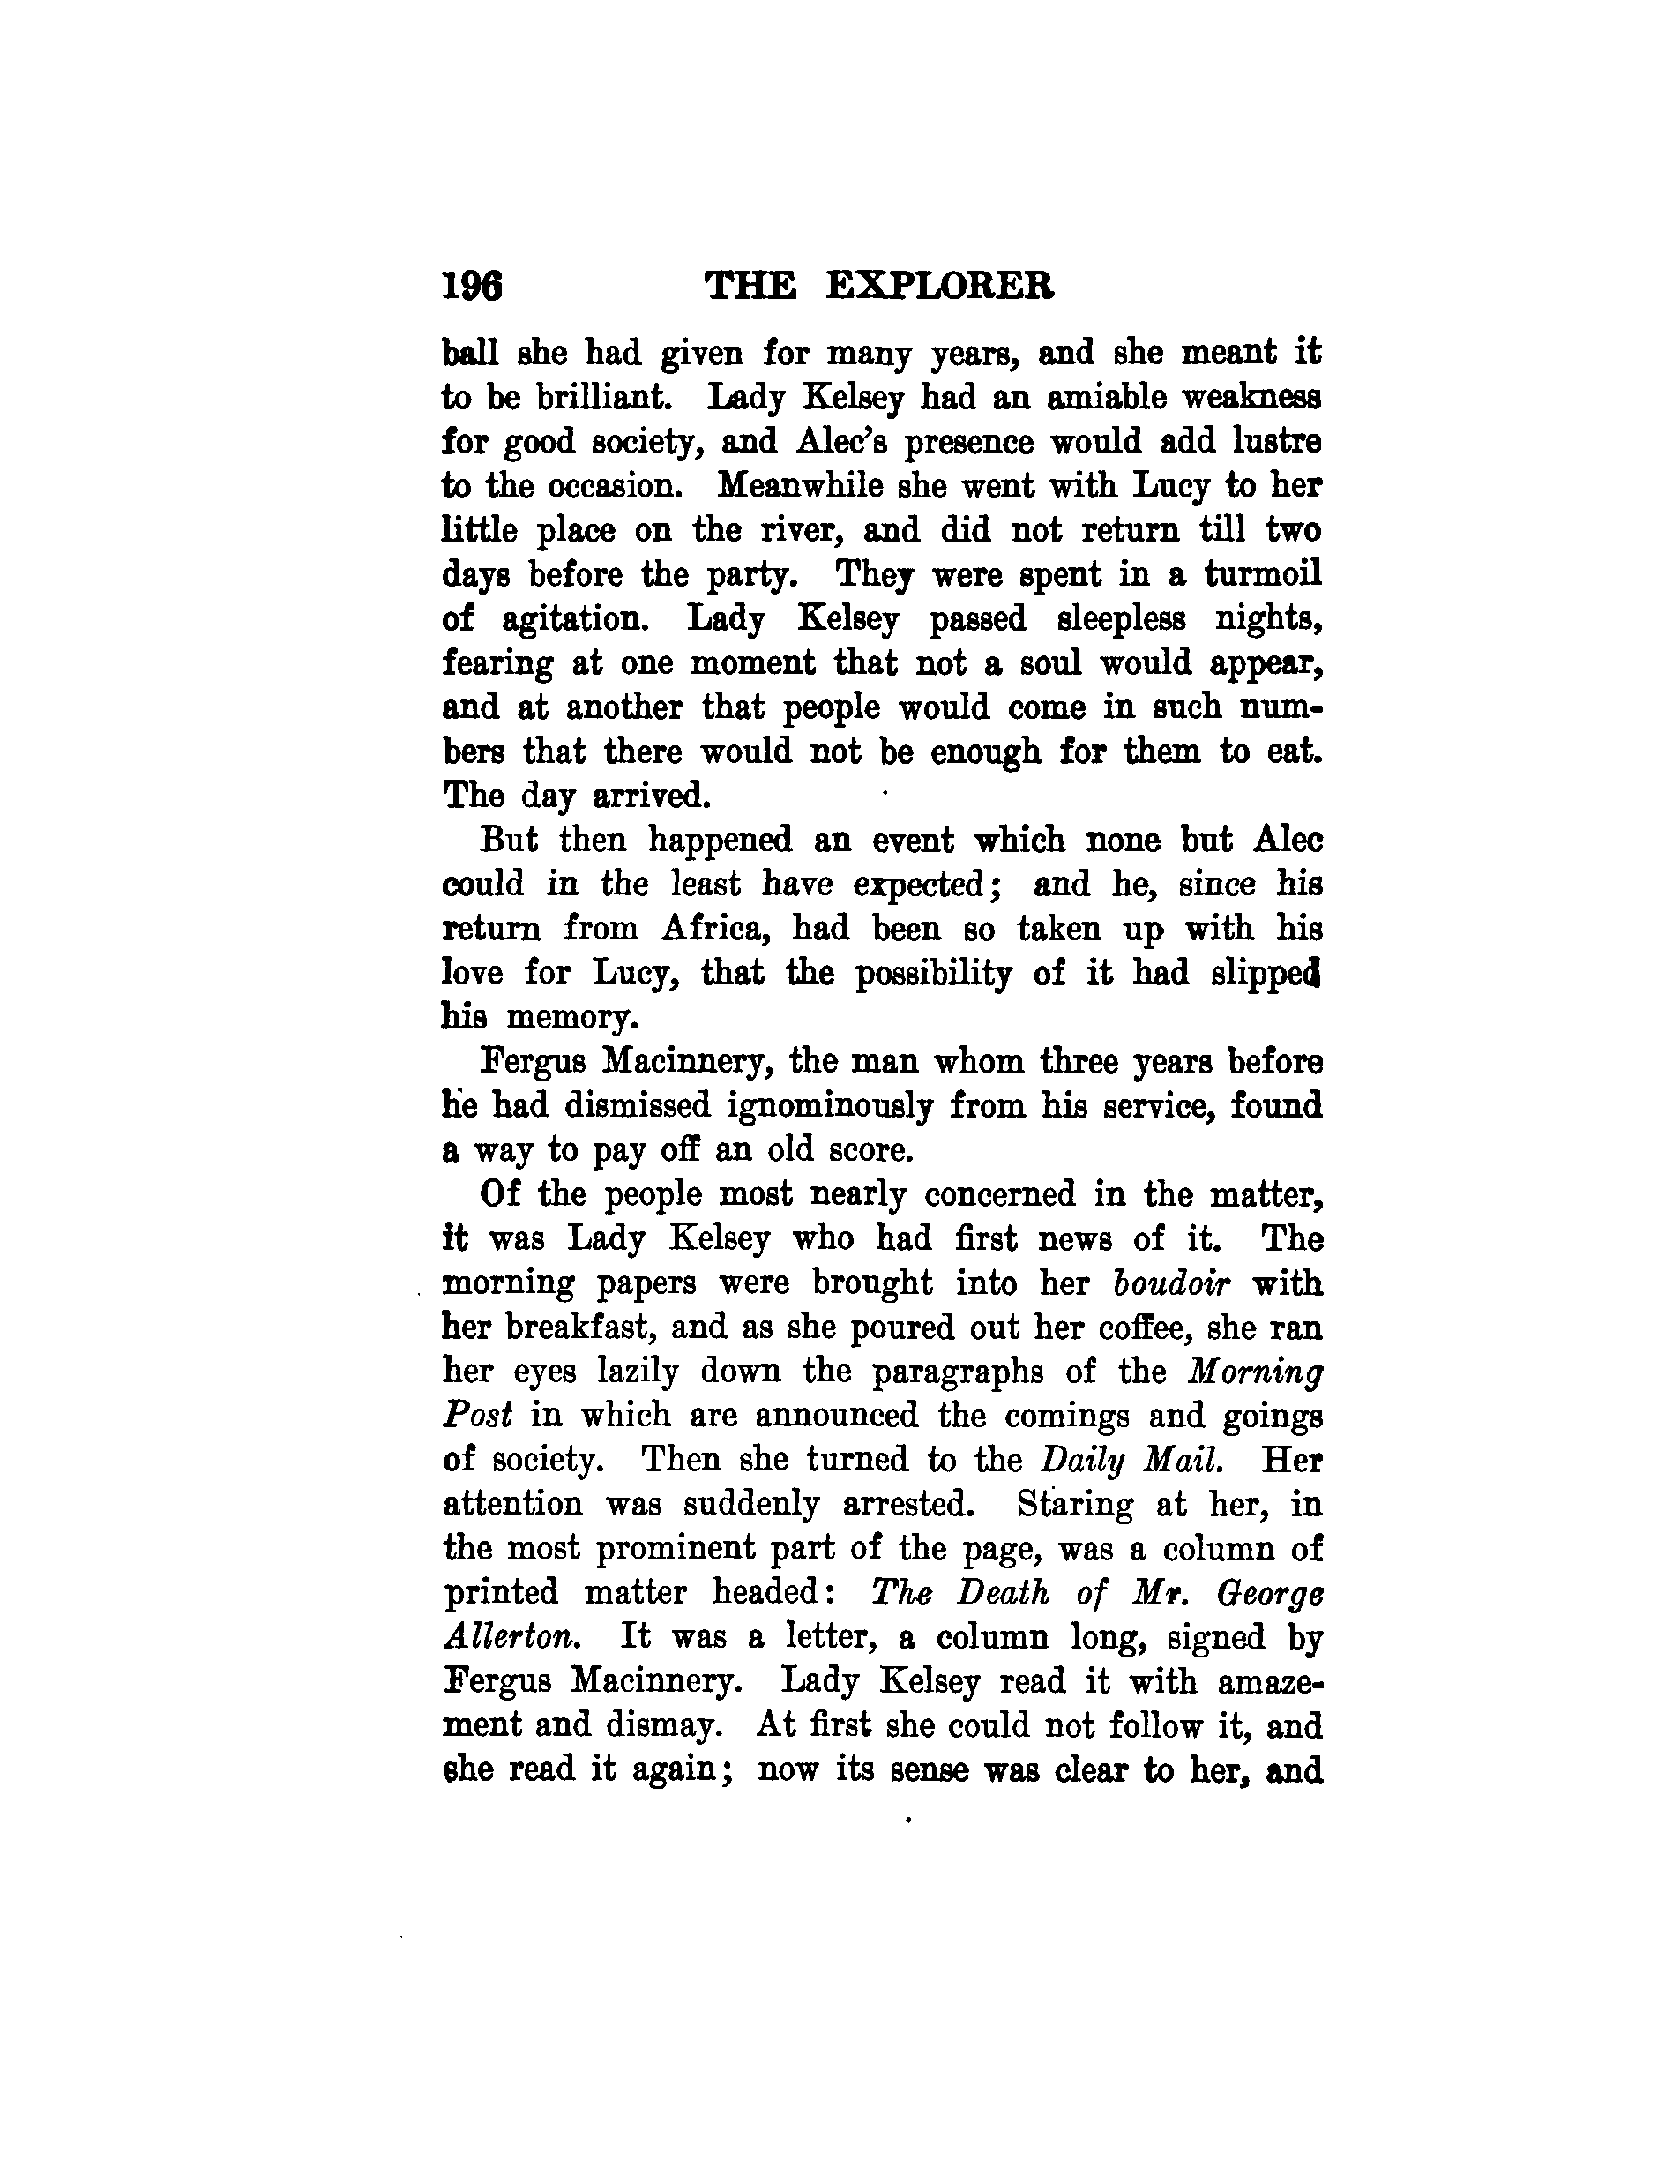 196 THE EXPLORER
ball she had given for many years, and she meant it
to be brilliant. Lady Kelsey had an amiable weakness
for good society, and Alec's presence would add lustre
to the occasion. Meanwhile she went with Lucy to her
little place on the river, and did not return till two
days before the party. They were spent in a turmoil
of agitation. Lady Kelsey passed sleepless nights,
fearing at one moment that not a soul would appear,
and at another that people would come in such num-
bers that there would not be enough for them to eat.
The day arrived.
But then happened an event which none but Alec
could in the least have expected; and he, since his
return from Africa, had been so taken up with his
love for Lucy, that the possibility of it had slipped
his memory.
Fergus Macinnery, the man whom three years before
he had dismissed ignominously from his service, found
a way to pay off an old score.
Of the people most nearly concerned in the matter,
it was Lady Kelsey who had first news of it. The
morning papers were brought into her boudoir with
her breakfast, and as she poured out her coffee, she ran
her eyes lazily down the paragraphs of the Morning
Post in which are announced the comings and goings
of society. Then she turned to the Daily Mail. Her
attention was suddenly arrested. Staring at her, in
the most prominent part of the page, was a column of
printed matter headed: The Death of Mr. George
Allerton. It was a letter, a column long, signed by
Fergus Macinnery. Lady Kelsey read it with amaze-
ment and dismay. At first she could not follow it, and
she read it again; now its sense was clear to her, and